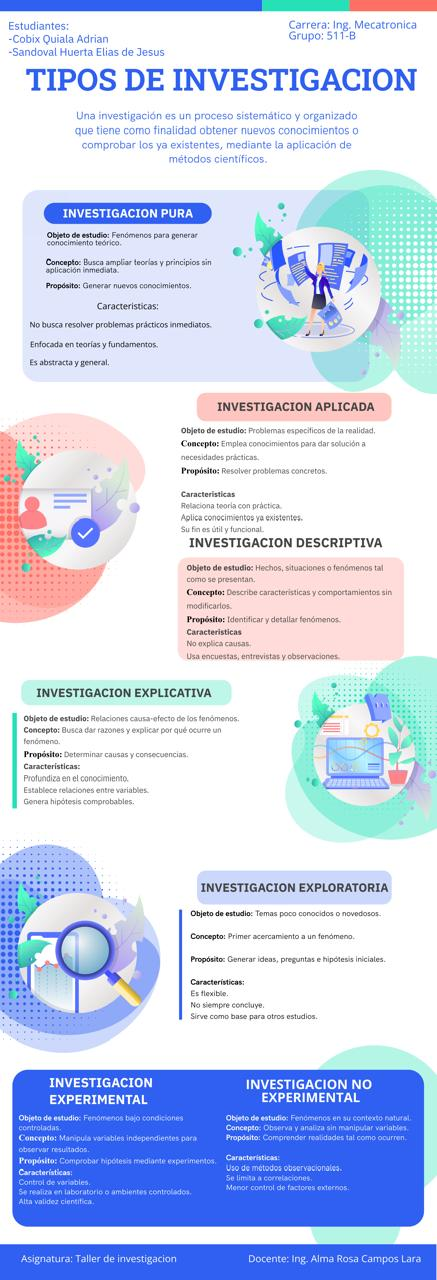 Estudiantes:
-Cobix Quiala Adrian
-Sandoval Huerta Elias de Jesus
Carrera: Ing. Mecatronica
Grupo: 511-B
TIPOS DE INVESTIGACION
Una investigación es un proceso sistemático y organizado
que tiene como finalidad obtener nuevos conocimientos o
comprobar los ya existentes, mediante la aplicación de
métodos científicos.
INVESTIGACION PURA
Objeto de estudio: Fenómenos para generar
conocimiento teórico.
Concepto: Busca ampliar teorías y principios sin
aplicación inmediata.
Propósito: Generar nuevos conocimientos.
Caracteristicas:
No busca resolver problemas prácticos inmediatos.
Enfocada en teorías y fundamentos.
Es abstracta y general.
INVESTIGACION APLICADA
Objeto de estudio: Problemas específicos de la realidad.
Concepto: Emplea conocimientos para dar solución a
necesidades prácticas.
Propósito: Resolver problemas concretos.
Caracteristicas
Relaciona teoría con práctica.
Aplica conocimientos ya existentes.
Su fin es útil y funcional.
INVESTIGACION DESCRIPTIVA
Objeto de estudio: Hechos, situaciones o fenómenos tal
como se presentan.
Concepto: Describe características y comportamientos sin
modificarlos.
Propósito: Identificar y detallar fenómenos.
Caracteristicas
No explica causas.
Usa encuestas, entrevistas y observaciones.
INVESTIGACION EXPLICATIVA
Objeto de estudio: Relaciones causa-efecto de los fenómenos.
Concepto: Busca dar razones y explicar por qué ocurre un
fenómeno.
Propósito: Determinar causas y consecuencias.
Características:
Profundiza en el conocimiento,
Establece relaciones entre variables.
Genera hipótesis comprobables.
INVESTIGACION EXPLORATORIA
Objeto de estudio: Temas poco conocidos o novedosos.
Concepto: Primer acercamiento a un fenómeno.
Propósito: Generar ideas, preguntas e hipótesis iniciales.
Características:
Es flexible.
No siempre concluye.
Sirve como base para otros estudios.
INVESTIGACION
EXPERIMENTAL
Objeto de estudio: Fenómenos bajo condiciones
controladas.
Concepto: Manipula variables independientes para
observar resultados.
Propósito: Comprobar hipótesis mediante experimentos.
Características:
Control de variables.
Se realiza en laboratorio o ambientes controlados.
Alta validez científica.
INVESTIGACION NO
EXPERIMENTAL
Objeto de estudio: Fenómenos en su contexto natural.
Concepto: Observa y analiza sin manipular variables.
Propósito: Comprender realidades tal como ocurren.
Características:
Uso de métodos observacionales.
Se limita a correlaciones.
Menor control de factores externos.
Asignatura: Taller de investigacion
Docente: Ing. Alma Rosa Campos Lara